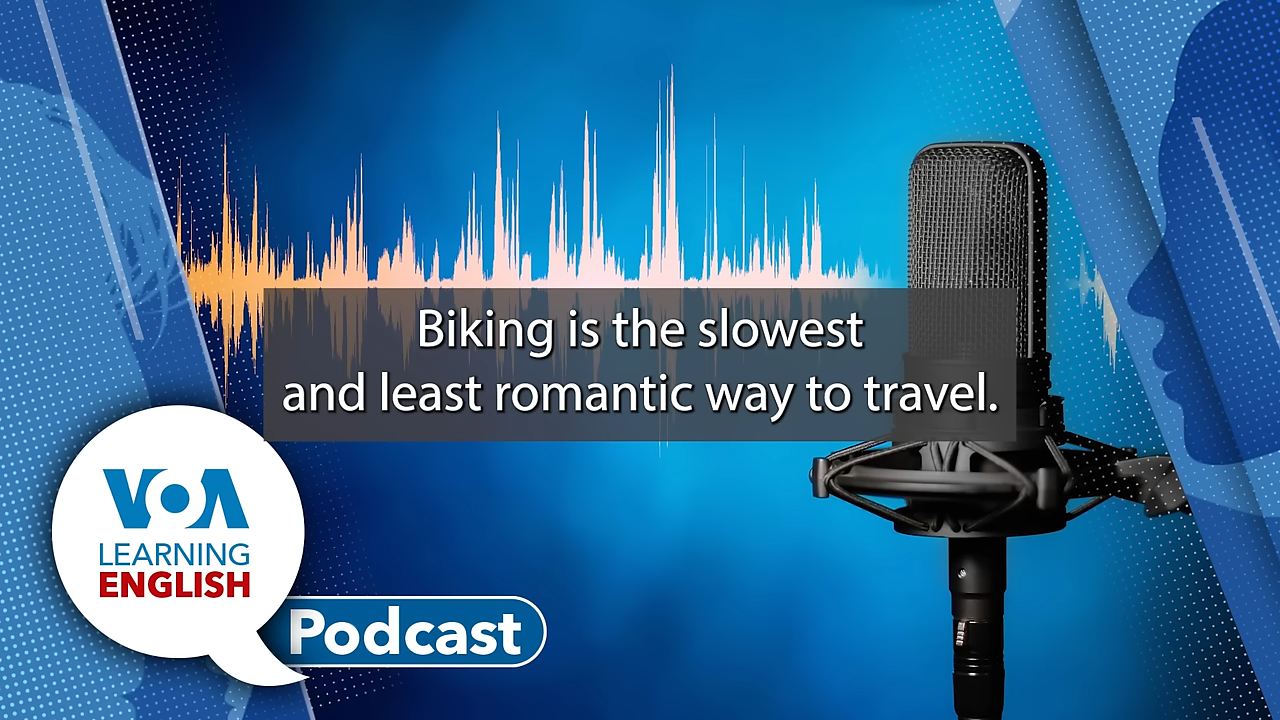 Biking is the slowest
and least romantic way to travel.
VOA
LEARNING
ENGLISH
Podcast